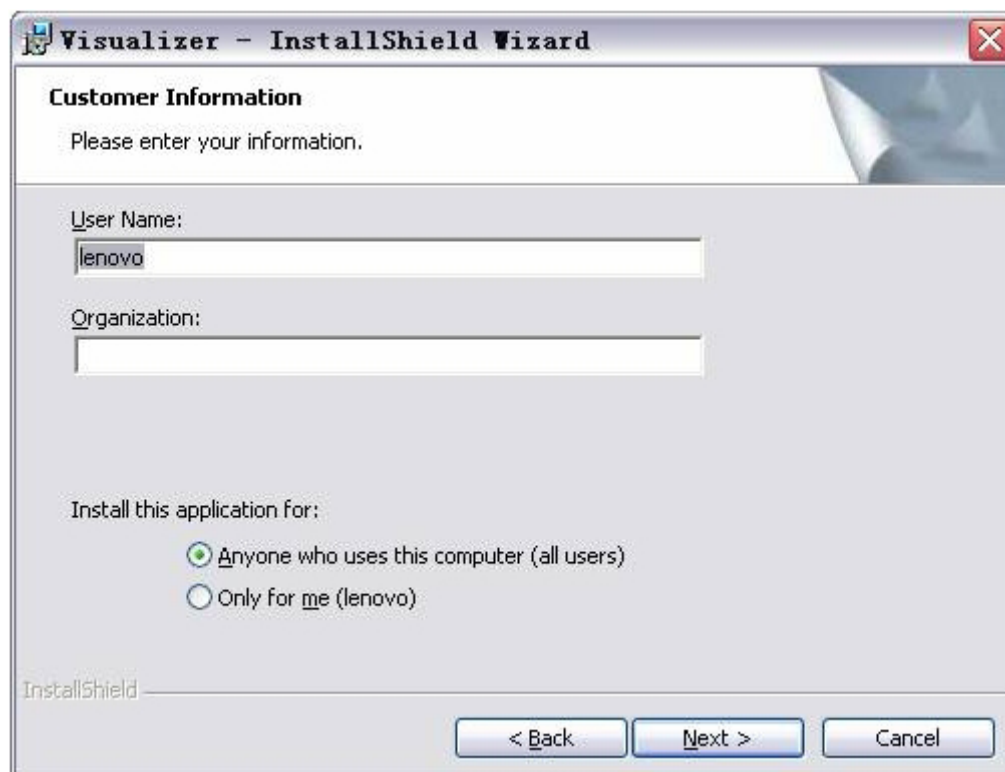 Visualizer - InstallShield Wizard
Customer Information
Please enter your information.
User Name:
lenovo
Organization:
Install this application for:
Anyone who uses this computer (all users)
Only for me (lenovo)
InstallShield
< Back Next > Cancel